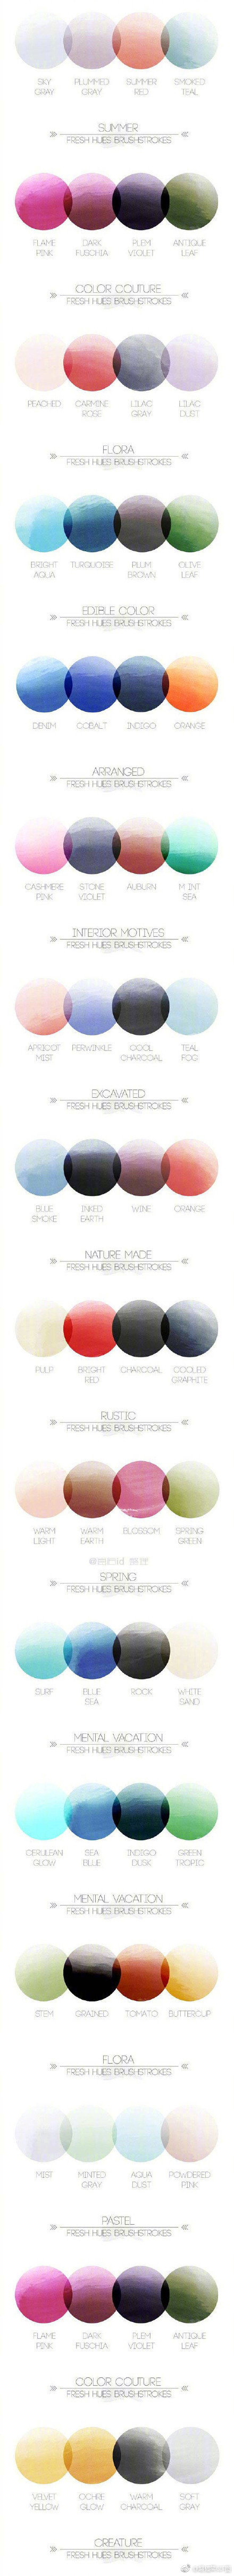 SKY GRAY
PLUMMED GRAY
SUMMER RED
SMOKED TEAL
SUMMER
FRESH HUES BRUSHSTROKES
FLAME PINK
DARK FUSCHIA
PLEM VIOLET
ANTIQUE LEAF
COLOR COUTURE
FRESH HUES BRUSHSTROKES
PEACHED
CARMINE ROSE
LILAC GRAY
LILAC DUST
FLORA
FRESH HUES BRUSHSTROKES
BRIGHT AQUA
TURQUOISE
PLUM BROWN
OLIVE LEAF
EDIBLE COLOR
FRESH HUES BRUSHSTROKES
DENIM
COBALT
INDIGO
ORANGE
ARRANGED
FRESH HUES BRUSHSTROKES
CASHMERE PINK
STONE VIOLET
AUBURN
MINT SEA
INTERIOR MOTIVES
FRESH HUES BRUSHSTROKES
APRICOT MIST
PERWINKLE
COOL CHARCOAL
TEAL FOG
EXCAVATED
FRESH HUES BRUSHSTROKES
BLUE SMOKE
INKED EARTH
WINE
ORANGE
NATURE MADE
FRESH HUES BRUSHSTROKES
PULP
BRIGHT RED
CHARCOAL
COOLED GRAPHITE
RUSTIC
FRESH HUES BRUSHSTROKES
WARM LIGHT
WARM EARTH
BLOSSOM
SPRING GREEN
SPRING
FRESH HUES BRUSHSTROKES
SURF
BLUE SEA
ROCK
WHITE SAND
MENTAL VACATION
FRESH HUES BRUSHSTROKES
CERULEAN GLOW
SEA BLUE
INDIGO DUSK
GREEN TROPIC
MENTAL VACATION
FRESH HUES BRUSHSTROKES
STEM
GRAINED
TOMATO
BUTTERCUP
FLORA
FRESH HUES BRUSHSTROKES
MIST
MINTED GRAY
AQUA DUST
POWDERED PINK
PASTEL
FRESH HUES BRUSHSTROKES
FLAME PINK
DARK FUSCHIA
PLEM VIOLET
ANTIQUE LEAF
COLOR COUTURE
FRESH HUES BRUSHSTROKES
VELVET YELLOW
OCHRE GLOW
WARM CHARCOAL
SOFT GRAY
CREATURE
FRESH HUES BRUSHSTROKES